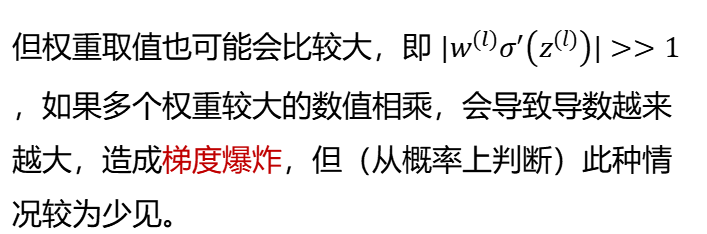 但权重取值也可能会比较大，即 |w^{(l)}σ′(z^{(l)})| >> 1
，如果多个权重较大的数值相乘，会导致导数越来
越大，造成梯度爆炸，但（从概率上判断）此种情
况较为少见。